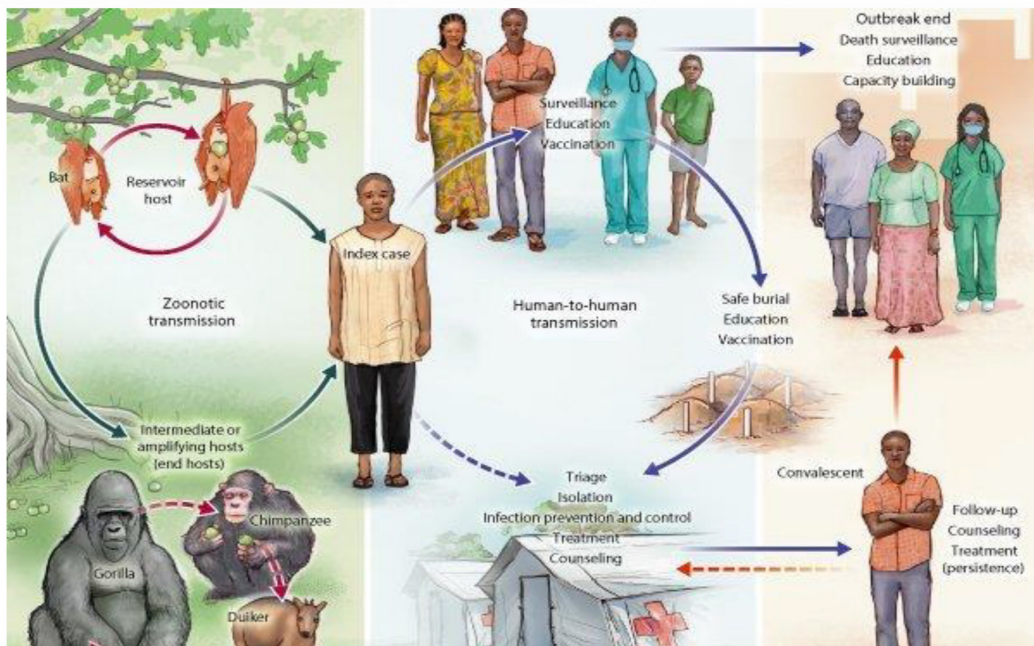 Bat
Reservoir
host
Zoonotic
transmission
Intermediate or
amplifying hosts
(end hosts)
Gorilla
Chimpanzee
Duiker
Index case
Surveillance
Education
Vaccination
Human-to-human
transmission
Safe burial
Education
Vaccination
Triage
Isolation
Infection prevention and control
Treatment
Counseling
Outbreak end
Death surveillance
Education
Capacity building
Convalescent
Follow-up
Counseling
Treatment
(persistence)